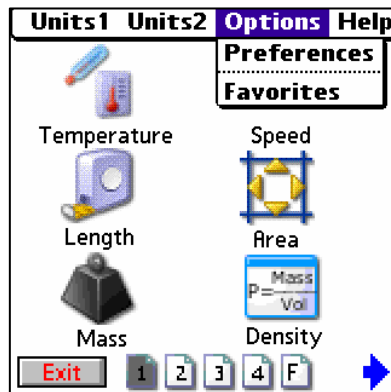 Units1 Units2 Options Help
Preferences
Favorites
Temperature Speed
Length Area
P=Mass/Vol
Mass Density
Exit 1 2 3 4 F